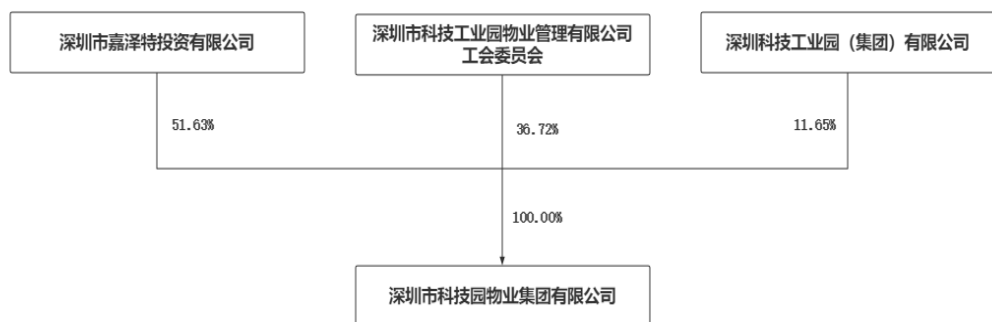 深圳市嘉泽特投资有限公司
深圳市科技工业园物业管理有限公司
工会委员会
深圳科技工业园（集团）有限公司
51.63%
36.72%
11.65%
100.00%
深圳市科技园物业集团有限公司